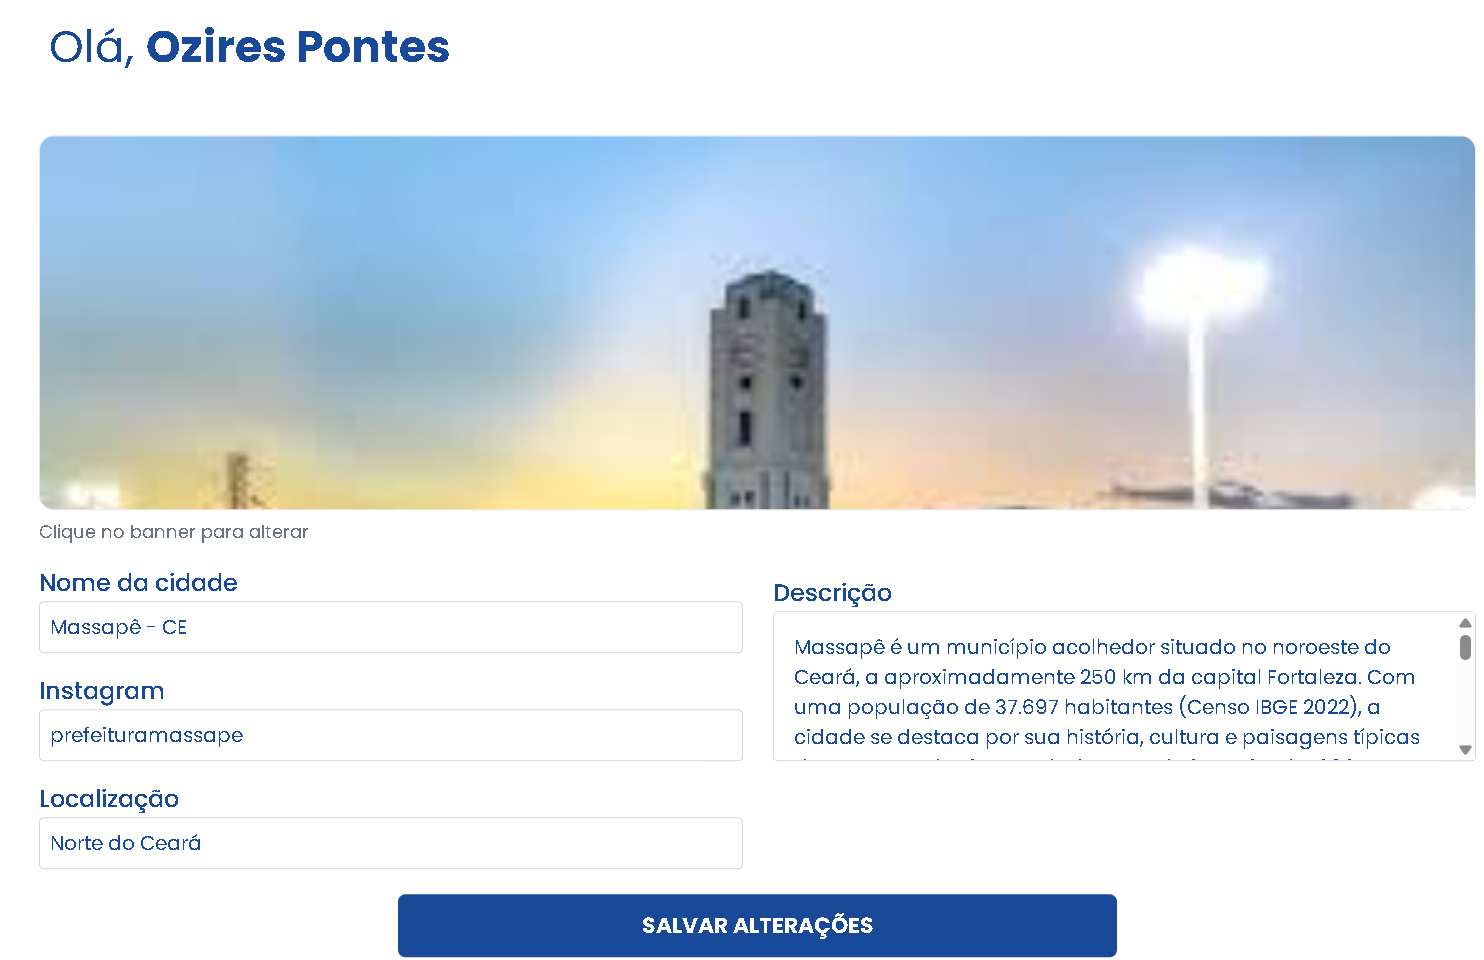 Olá, Ozires Pontes
Clique no banner para alterar
Nome da cidade
Massapê - CE
Instagram
prefeituramassape
Localização
Norte do Ceará
Descrição
Massapê é um município acolhedor situado no noroeste do
Ceará, a aproximadamente 250 km da capital Fortaleza. Com
uma população de 37.697 habitantes (Censo IBGE 2022), a
cidade se destaca por sua história, cultura e paisagens típicas
SALVAR ALTERAÇÕES